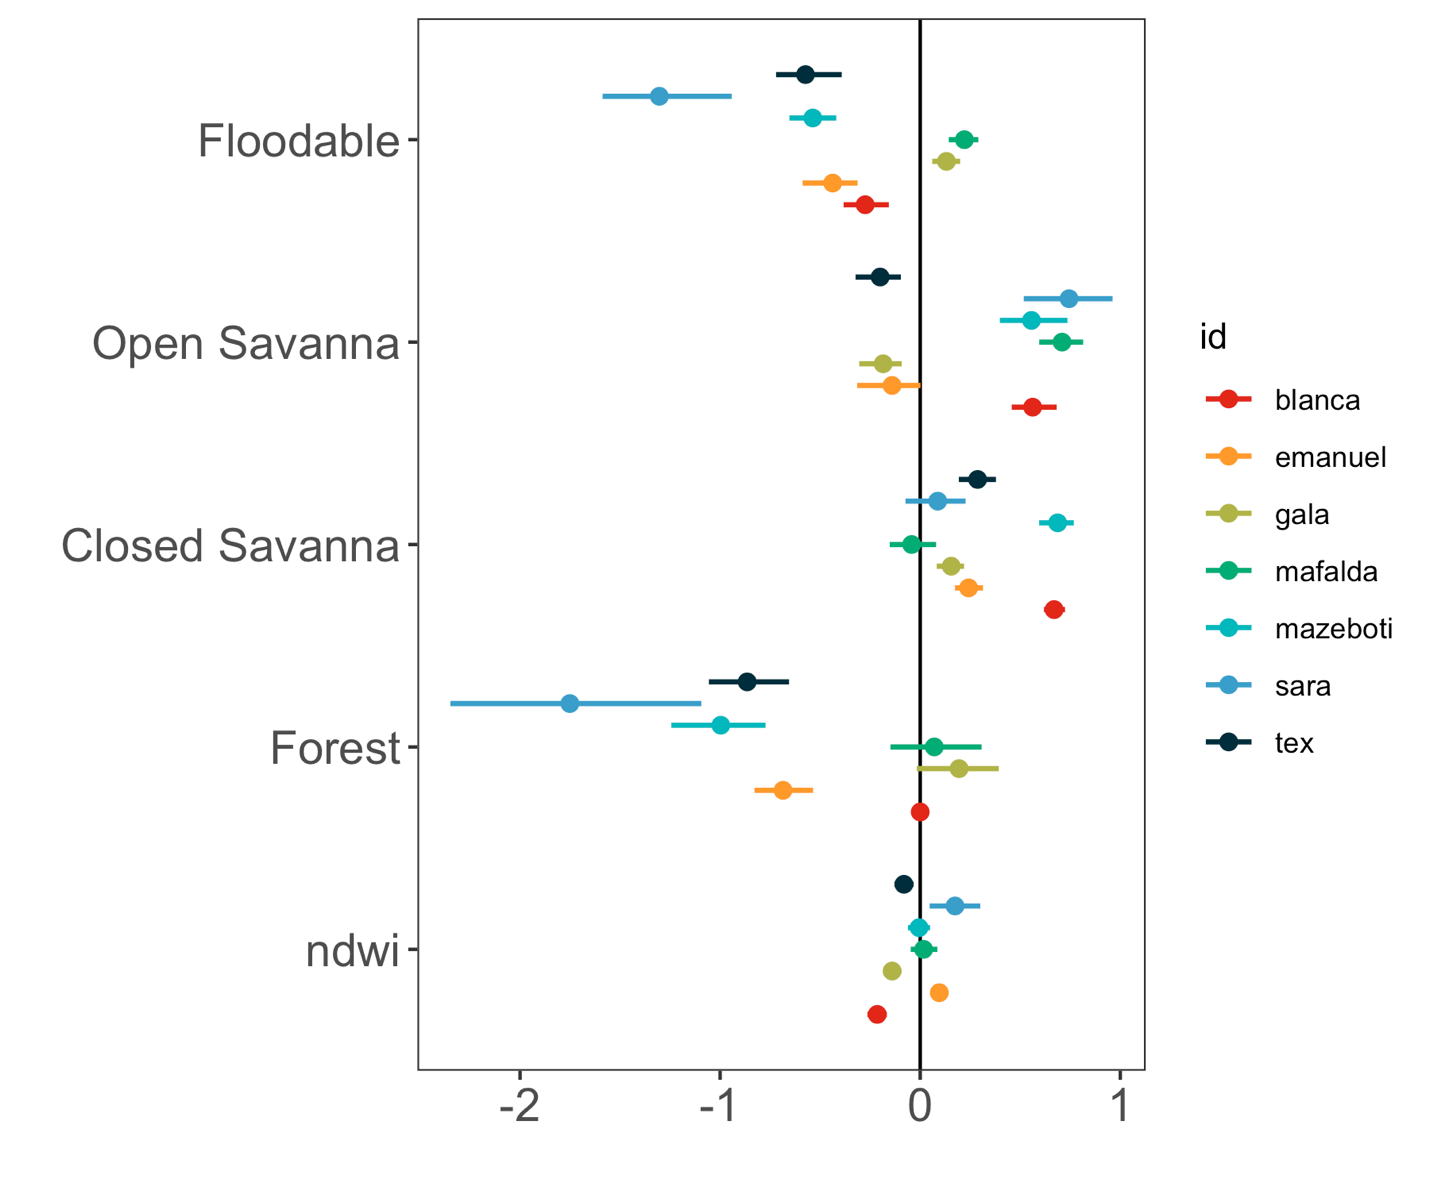 Floodable
Open Savanna
Closed Savanna
Forest
ndwi
-2 -1 0 1
id
blanca
emanuel
gala
mafalda
mazeboti
sara
tex